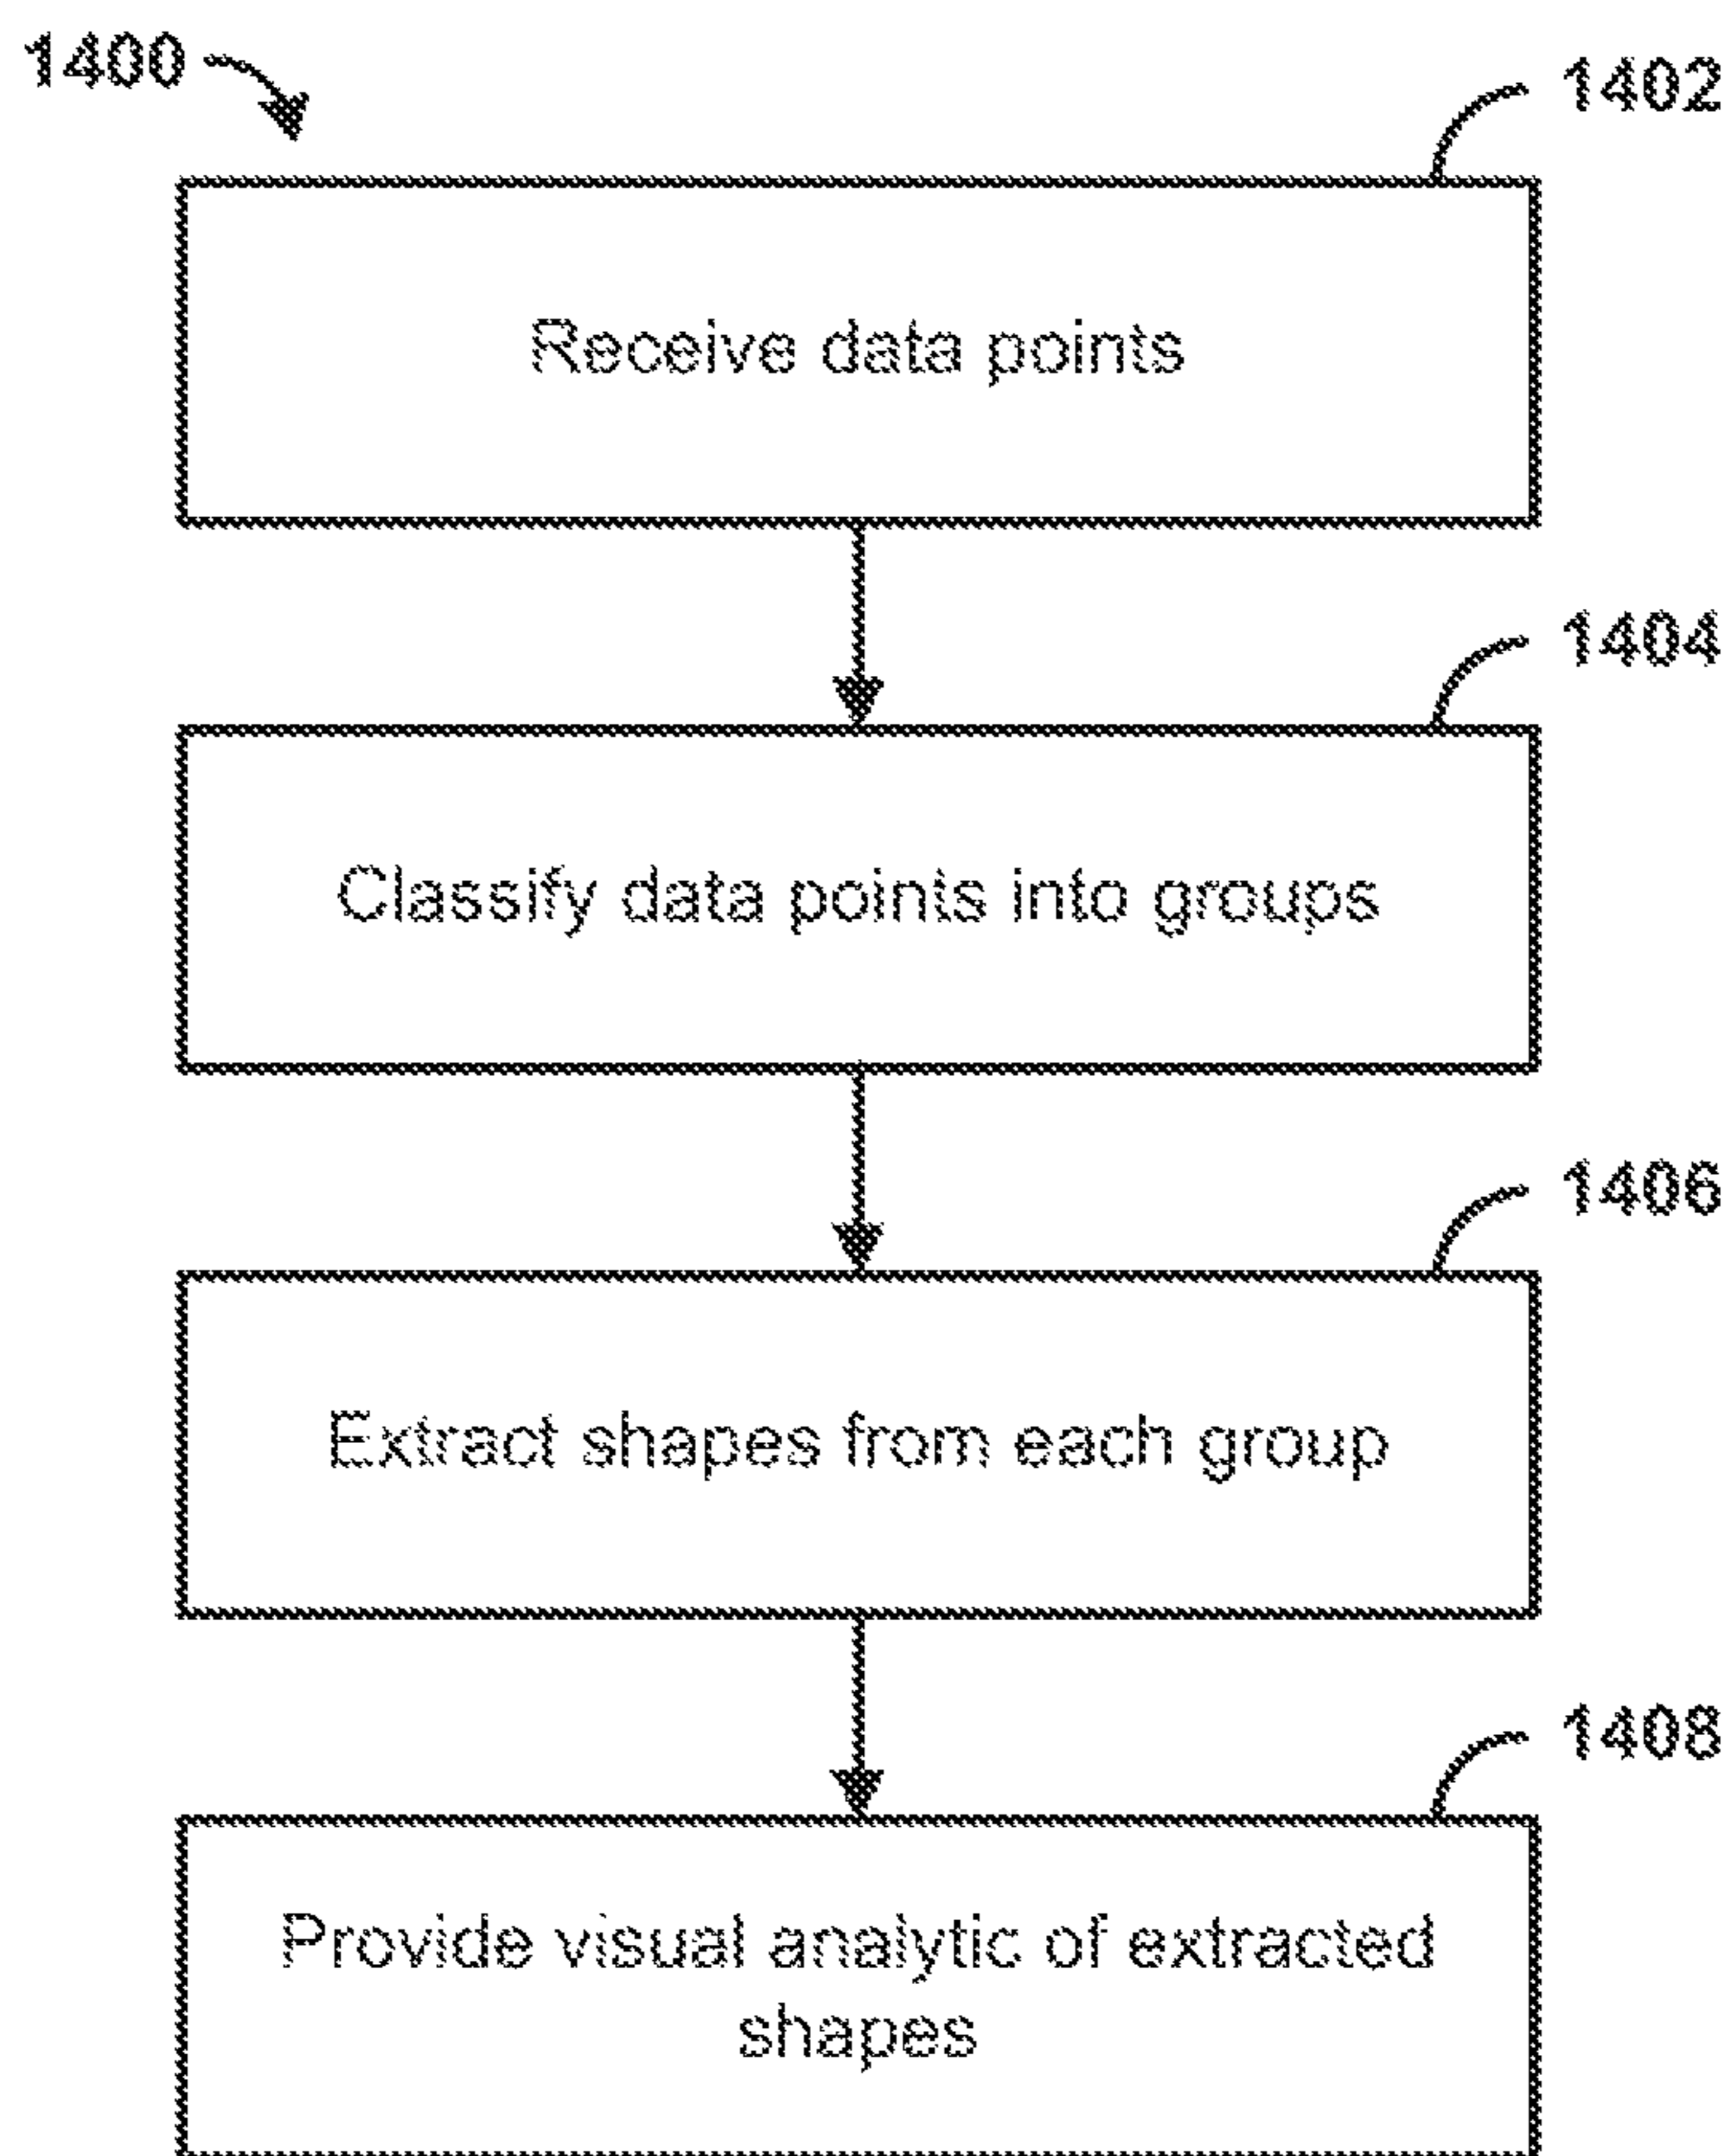 1400
1402
Receive data points
1404
Classify data points into groups
1406
Extract shapes from each group
1408
Provide visual analytic of extracted
shapes